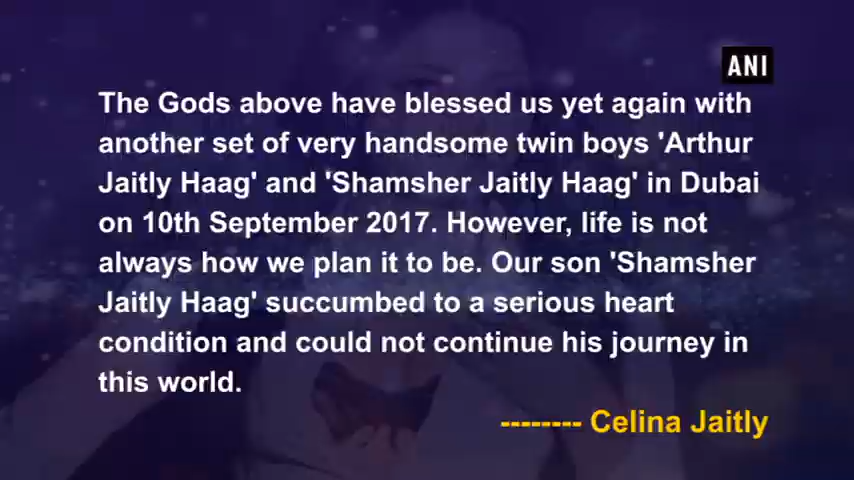 ANI
The Gods above have blessed us yet again with
another set of very handsome twin boys 'Arthur
Jaitly Haag' and 'Shamsher Jaitly Haag' in Dubai
on 10th September 2017. However, life is not
always how we plan it to be. Our son 'Shamsher
Jaitly Haag' succumbed to a serious heart
condition and could not continue his journey in
this world.
-------- Celina Jaitly